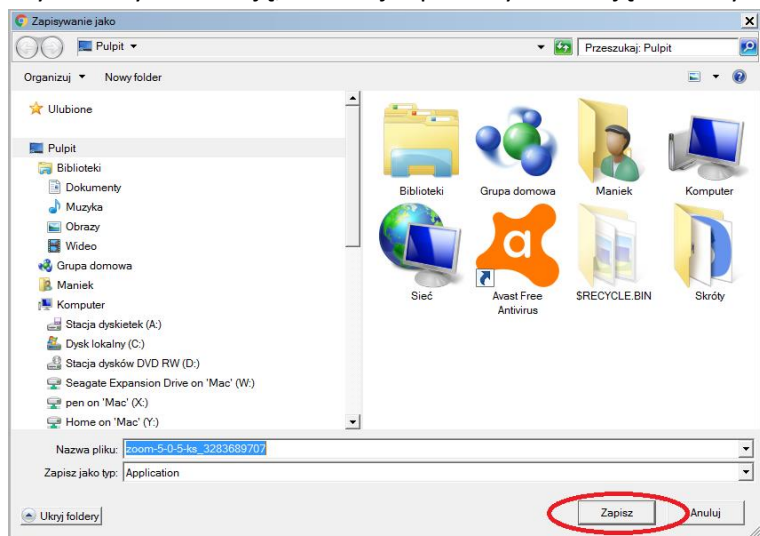 Zapisywanie jako
Pulpit
Przeszukaj: Pulpit
Organizuj
Nowy folder
Ulubione
Pulpit
Biblioteki
Dokumenty
Muzyka
Obrazy
Wideo
Grupa domowa
Maniek
Komputer
Stacja dyskietek (A:)
Dysk lokalny (C:)
Stacja dysków DVD RW (D:)
Seagate Expansion Drive on 'Mac' (W:)
pen on 'Mac' (X:)
Home on 'Mac' (Y:)
Biblioteki
Grupa domowa
Maniek
Komputer
Sieć
Avast Free
Antivirus
$RECYCLE.BIN
Skróty
Nazwa pliku: zoom-5-0-5-ks_3283689707
Zapisz jako typ: Application
Ukryj foldery
Zapisz
Anuluj